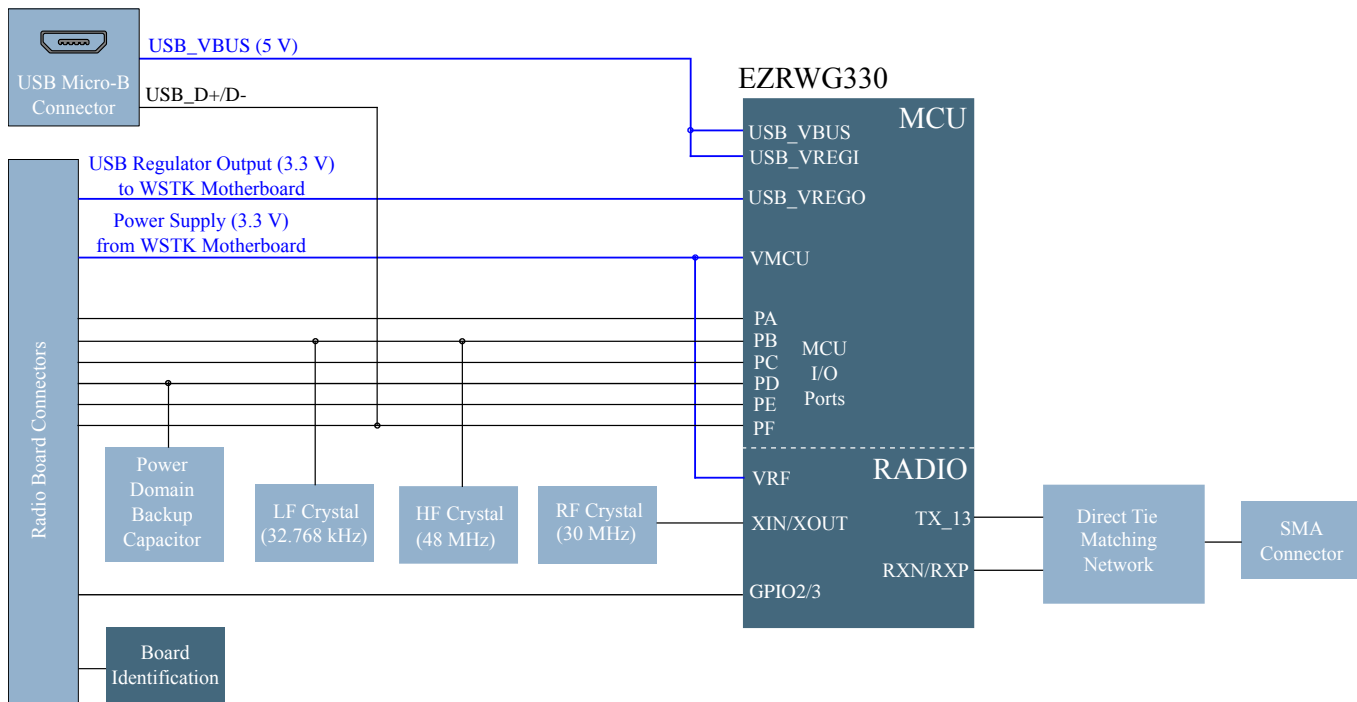 USB Micro-B
Connector
USB_VBUS (5 V)
USB_D+/D-
EZRWG330
MCU
USB_VBUS
USB_VREGI
USB_VREGO
VMCU
USB Regulator Output (3.3 V)
to WSTK Motherboard
Power Supply (3.3 V)
from WSTK Motherboard
Radio Board Connectors
PA
PB
PC
PD
PE
PF
MCU
I/O
Ports
Power
Domain
Backup
Capacitor
LF Crystal
(32.768 kHz)
HF Crystal
(48 MHz)
RF Crystal
(30 MHz)
RADIO
VRF
XIN/XOUT
TX_13
RXN/RXP
GPIO2/3
Direct Tie
Matching
Network
SMA
Connector
Board
Identification